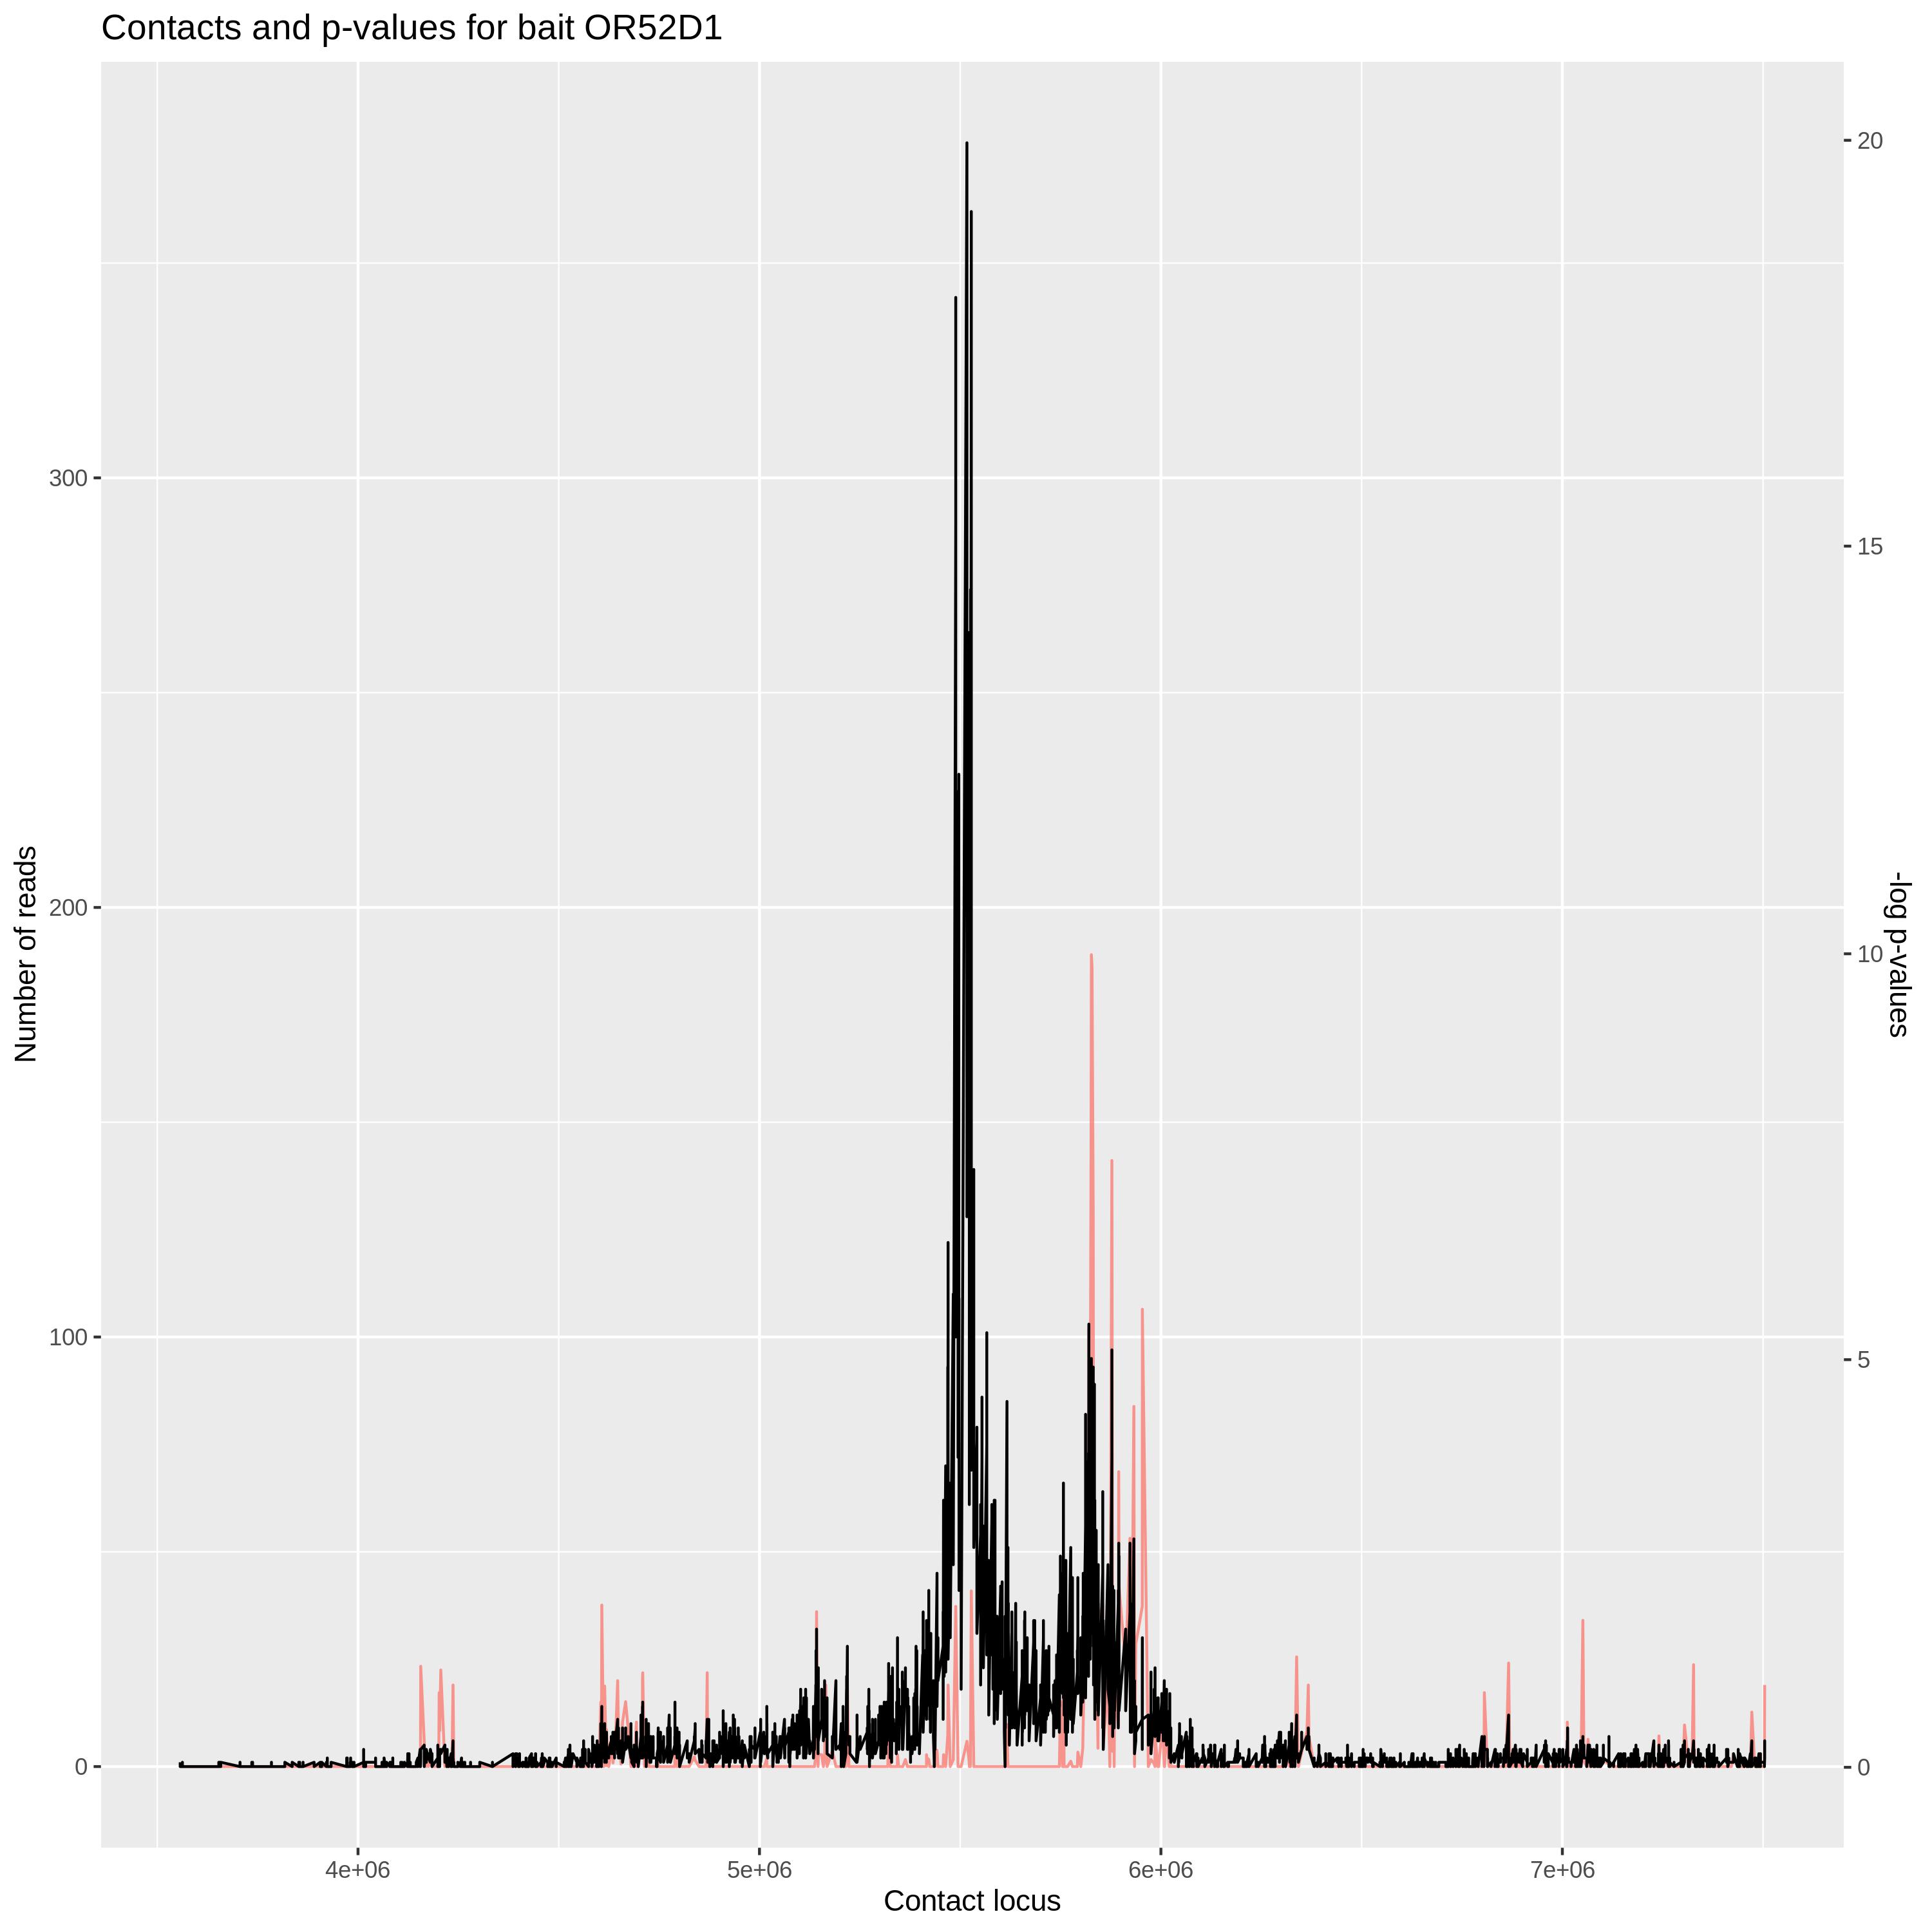 Contacts and p-values for bait OR52D1
Number of reads
300
200
100
0
20
15
10
5
0
-log p-values
4e+06
5e+06
6e+06
7e+06
Contact locus